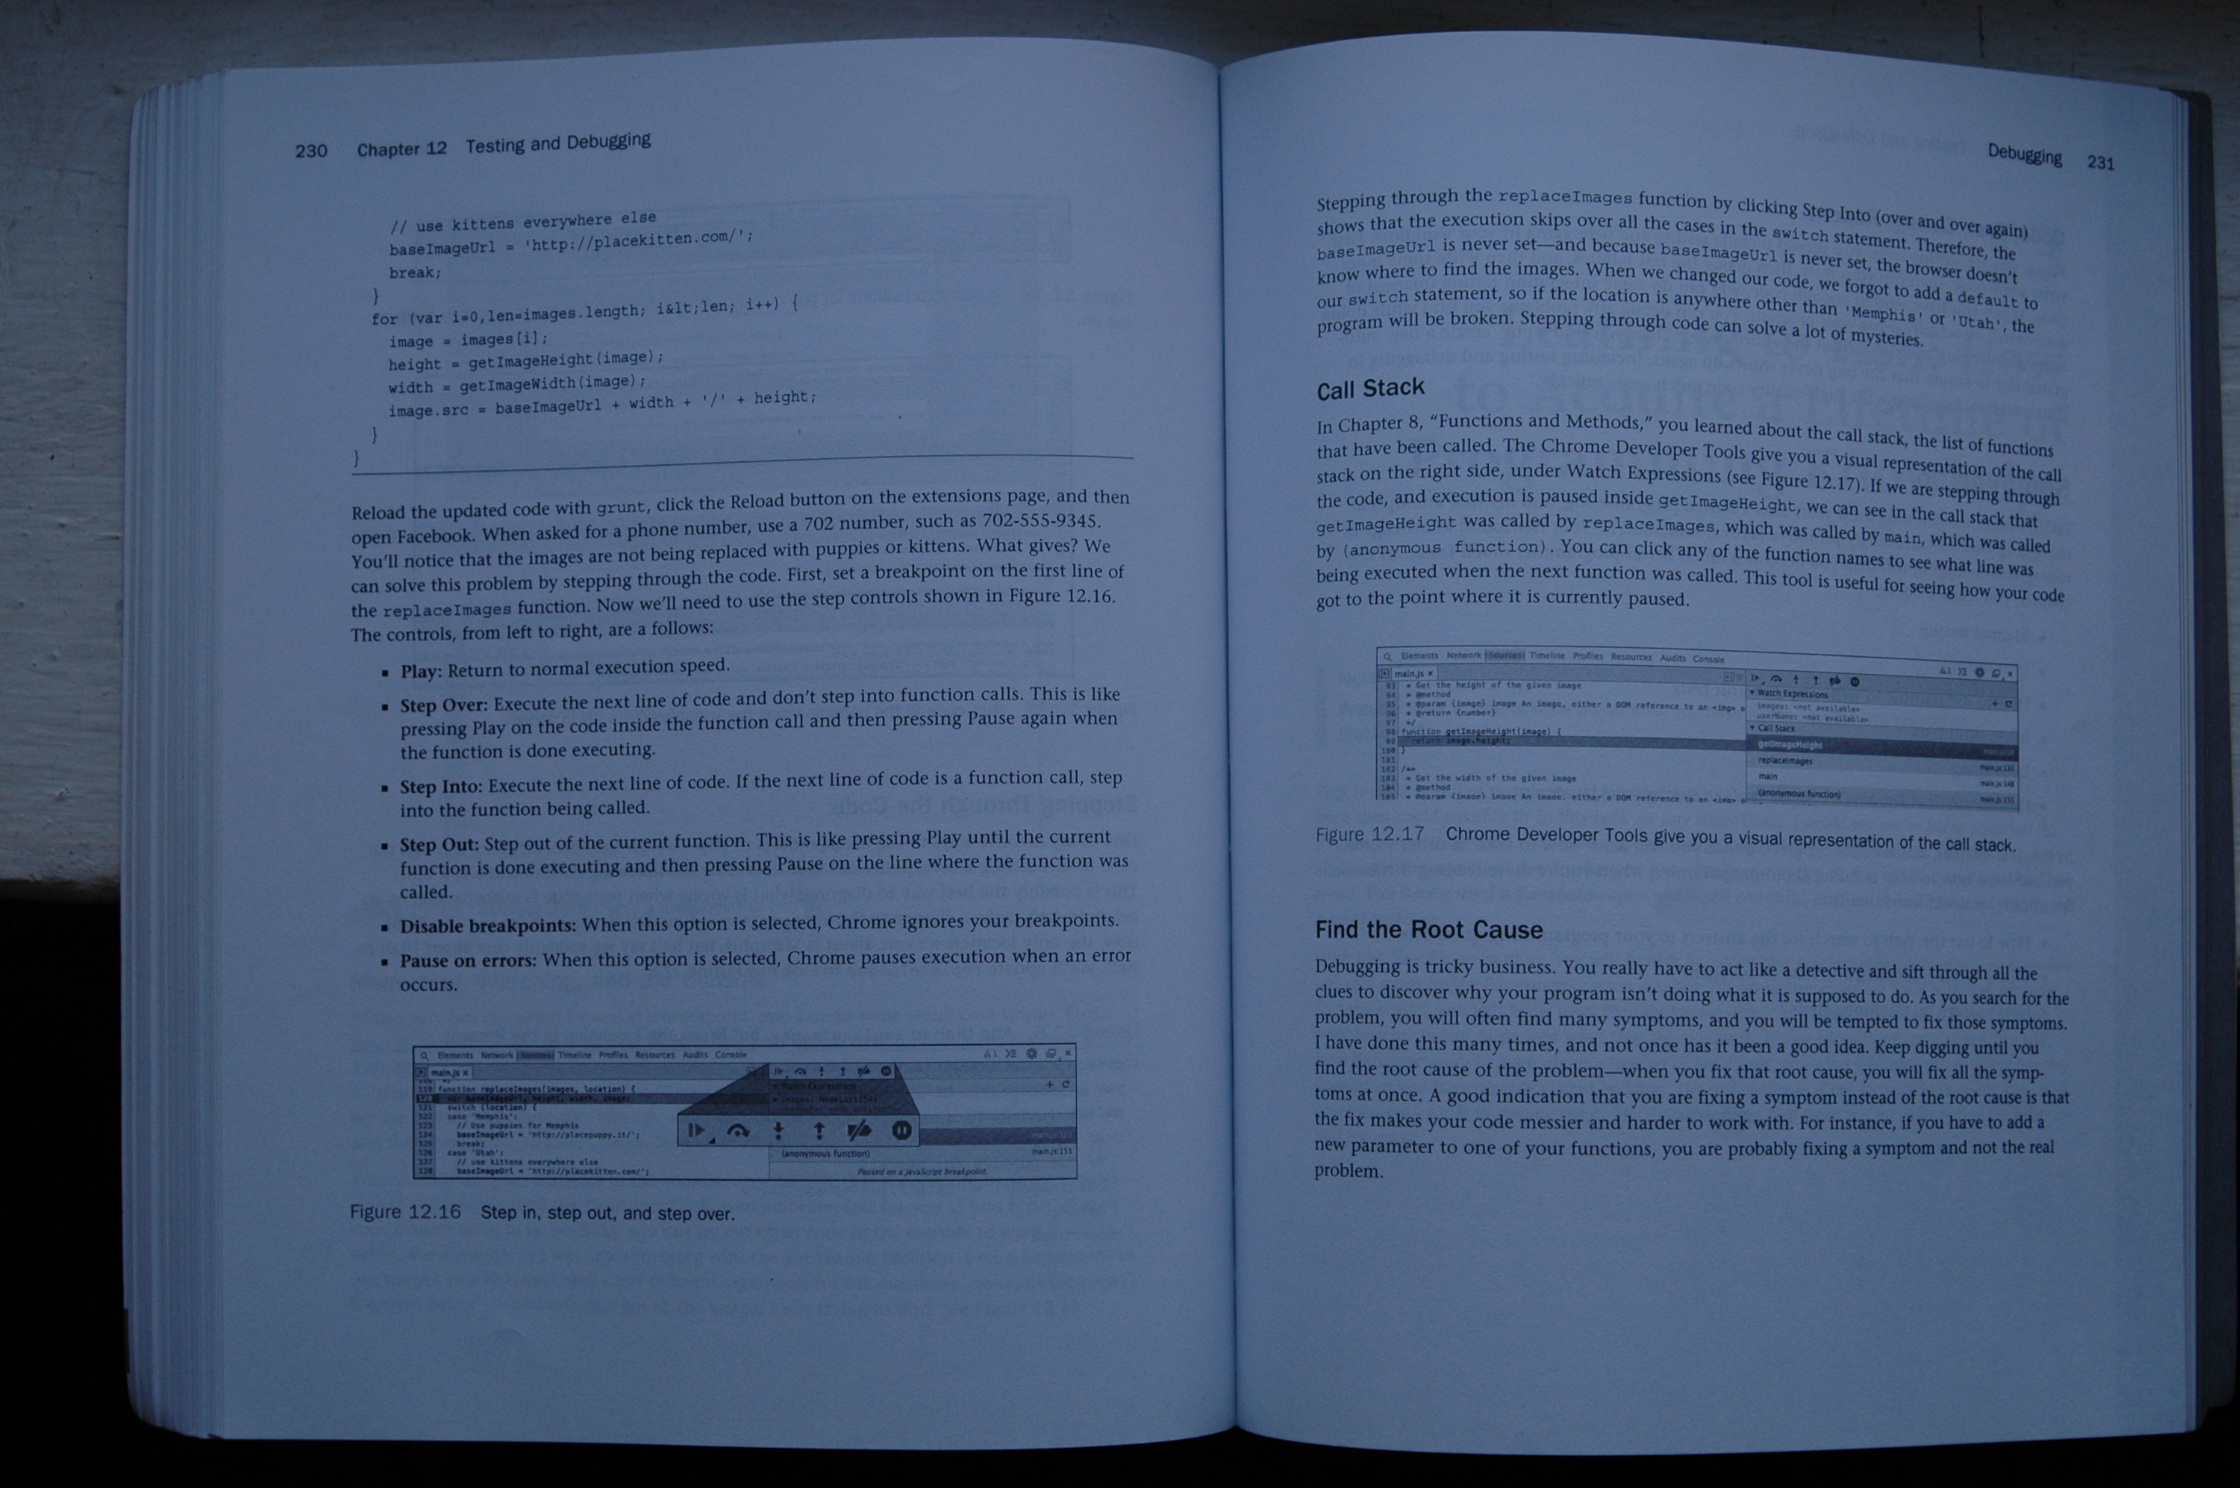 230 Chapter 12 Testing and Debugging
// use kittens everywhere else
baseImageUrl = 'http://placekitten.com/';
break;
}
for (var i=0,len=images.length; i&lt;len; i++) {
image = images[i];
height = getImageHeight(image);
width = getImageWidth(image);
image.src = baseImageUrl + width + '/' + height;
}
}
Reload the updated code with grunt, click the Reload button on the extensions page, and then
open Facebook. When asked for a phone number, use a 702 number, such as 702-555-9345.
You'll notice that the images are not being replaced with puppies or kittens. What gives? We
can solve this problem by stepping through the code. First, set a breakpoint on the first line of
the replaceImages function. Now we'll need to use the step controls shown in Figure 12.16.
The controls, from left to right, are a follows:
▪ Play: Return to normal execution speed.
▪ Step Over: Execute the next line of code and don't step into function calls. This is like
pressing Play on the code inside the function call and then pressing Pause again when
the function is done executing.
▪ Step Into: Execute the next line of code. If the next line of code is a function call, step
into the function being called.
▪ Step Out: Step out of the current function. This is like pressing Play until the current
function is done executing and then pressing Pause on the line where the function was
called.
▪ Disable breakpoints: When this option is selected, Chrome ignores your breakpoints.
▪ Pause on errors: When this option is selected, Chrome pauses execution when an error
occurs.
Elements Network Sources Timeline Profiles Resources Audits Console
main.js ×
119 function replaceImages(images, location) {
120 var baseImageUrl, height, width, image;
121 switch (location) {
122 case 'Memphis':
123 // Use puppies for Memphis
124 baseImageUrl = 'http://placepuppy.it/';
125 break;
126 case 'Utah':
127 // use kittens everywhere else
128 baseImageUrl = 'http://placekitten.com/';
Watch Expressions
(anonymous function) main.js:151
Paused on a JavaScript breakpoint.
Figure 12.16 Step in, step out, and step over.
Debugging 231
Stepping through the replaceImages function by clicking Step Into (over and over again)
shows that the execution skips over all the cases in the switch statement. Therefore, the
baseImageUrl is never set—and because baseImageUrl is never set, the browser doesn't
know where to find the images. When we changed our code, we forgot to add a default to
our switch statement, so if the location is anywhere other than 'Memphis' or 'Utah', the
program will be broken. Stepping through code can solve a lot of mysteries.
Call Stack
In Chapter 8, “Functions and Methods,” you learned about the call stack, the list of functions
that have been called. The Chrome Developer Tools give you a visual representation of the call
stack on the right side, under Watch Expressions (see Figure 12.17). If we are stepping through
the code, and execution is paused inside getImageHeight, we can see in the call stack that
getImageHeight was called by replaceImages, which was called by main, which was called
by (anonymous function). You can click any of the function names to see what line was
being executed when the next function was called. This tool is useful for seeing how your code
got to the point where it is currently paused.
Elements Network Sources Timeline Profiles Resources Audits Console
main.js ×
93 * Get the height of the given image
94 * @method
95 * @param {image} image An image, either a DOM reference to an <img> o
96 * @return {number}
97 */
98 function getImageHeight(image) {
99 return image.height;
100 }
101
102 /**
103 * Get the width of the given image
104 * @method
105 * @param {image} image An image, either a DOM reference to an <img> o
Watch Expressions
images: <not available>
userName: <not available>
Call Stack
getImageHeight
replaceImages
main
(anonymous function)
Figure 12.17 Chrome Developer Tools give you a visual representation of the call stack.
Find the Root Cause
Debugging is tricky business. You really have to act like a detective and sift through all the
clues to discover why your program isn't doing what it is supposed to do. As you search for the
problem, you will often find many symptoms, and you will be tempted to fix those symptoms.
I have done this many times, and not once has it been a good idea. Keep digging until you
find the root cause of the problem—when you fix that root cause, you will fix all the symp-
toms at once. A good indication that you are fixing a symptom instead of the root cause is that
the fix makes your code messier and harder to work with. For instance, if you have to add a
new parameter to one of your functions, you are probably fixing a symptom and not the real
problem.